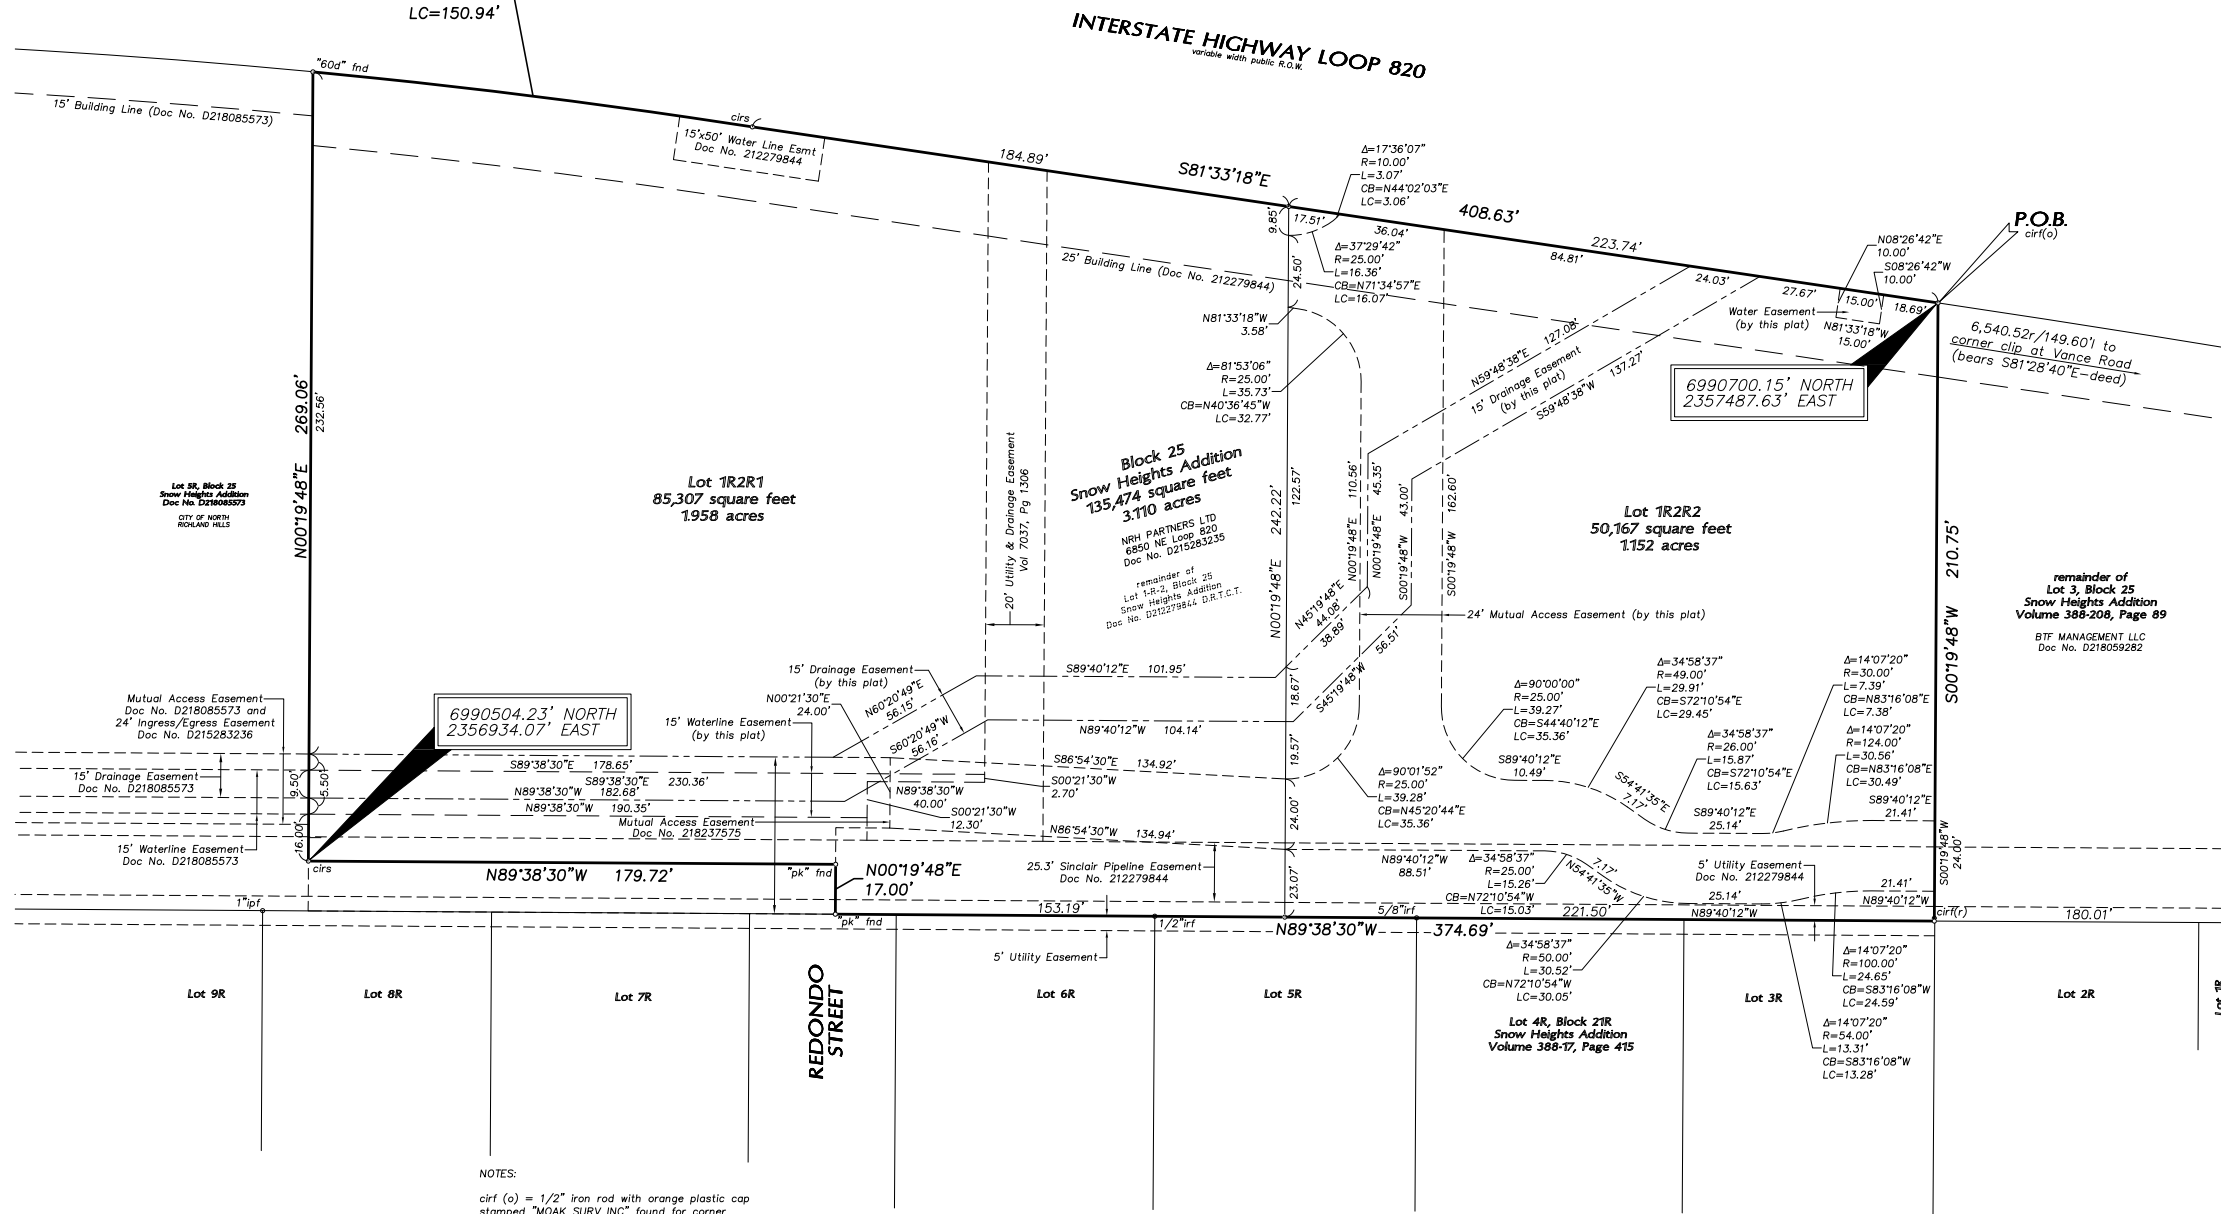 LC=150.94'
INTERSTATE HIGHWAY LOOP 820
variable width public R.O.W.
"60d" fnd
15' Building Line (Doc No. D218085573)
cirs
15'x50' Water Line Esmt
Doc No. 212279844
184.89'
S81°33'18"E
408.63'
Δ=17°36'07"
R=10.00'
L=3.07'
CB=N44°02'03"E
LC=3.06'
9.85'
17.51'
36.04'
223.74'
84.81'
24.03'
27.67'
15.00'
18.69'
N08°26'42"E
10.00'
S08°26'42"W
10.00'
P.O.B.
cirf(o)
Water Easement
(by this plat)
N81°33'18"W
15.00'
6,540.52r/149.60'l to
corner clip at Vance Road
(bears S81°28'40"E-deed)
6990700.15' NORTH
2357487.63' EAST
25' Building Line (Doc No. 212279844)
24.50'
Δ=37°29'42"
R=25.00'
L=16.36'
CB=N71°34'57"E
LC=16.07'
N81°33'18"W
3.58'
Δ=81°53'06"
R=25.00'
L=35.73'
CB=N40°36'45"W
LC=32.77'
N59°48'38"E 127.08'
15' Drainage Easement
(by this plat)
S59°48'38"W 137.27'
N00°19'48"E 269.06'
232.56'
Lot 5R, Block 25
Snow Heights Addition
Doc No. D218085573
CITY OF NORTH
RICHLAND HILLS
Lot 1R2R1
85,307 square feet
1.958 acres
20' Utility & Drainage Easement
Vol 7037, Pg 1306
Block 25
Snow Heights Addition
135,474 square feet
3.110 acres
NRH PARTNERS LTD
6850 NE Loop 820
Doc No. D215283235
remainder of
Lot 1-R-2, Block 25
Snow Heights Addition
Doc No. D212279844 D.R.T.C.T.
N00°19'48"E 242.22'
122.57'
N00°19'48"E 110.56'
N00°19'48"E 45.35'
S00°19'48"W 43.00'
S00°19'48"W 162.60'
Lot 1R2R2
50,167 square feet
1.152 acres
S00°19'48"W 210.75'
remainder of
Lot 3, Block 25
Snow Heights Addition
Volume 388-208, Page 89
BTF MANAGEMENT LLC
Doc No. D218059282
N45°19'48"E
44.08'
38.89'
S45°19'48"W 56.51'
24' Mutual Access Easement (by this plat)
15' Drainage Easement
(by this plat)
N60°20'49"E
56.15'
S60°20'49"W
56.16'
S89°40'12"E 101.95'
N89°40'12"W 104.14'
18.67'
19.57'
N00°21'30"E
24.00'
15' Waterline Easement
(by this plat)
Mutual Access Easement
Doc No. D218085573 and
24' Ingress/Egress Easement
Doc No. D215283236
6990504.23' NORTH
2356934.07' EAST
15' Drainage Easement
Doc No. D218085573
15' Waterline Easement
Doc No. D218085573
9.50'
5.50'
16.00'
S89°38'30"E 178.65'
S89°38'30"E 230.36'
N89°38'30"W 182.68'
N89°38'30"W 190.35'
Mutual Access Easement
Doc No. 218237575
N89°38'30"W
40.00'
S00°21'30"W
2.70'
S00°21'30"W
12.30'
S86°54'30"E 134.92'
N86°54'30"W 134.94'
24.00'
23.07'
25.3' Sinclair Pipeline Easement
Doc No. 212279844
Δ=90°01'52"
R=25.00'
L=39.28'
CB=N45°20'44"E
LC=35.36'
Δ=90°00'00"
R=25.00'
L=39.27'
CB=S44°40'12"E
LC=35.36'
S89°40'12"E
10.49'
Δ=34°58'37"
R=49.00'
L=29.91'
CB=S72°10'54"E
LC=29.45'
S54°41'35"E
7.17'
Δ=34°58'37"
R=26.00'
L=15.87'
CB=S72°10'54"E
LC=15.63'
S89°40'12"E
25.14'
Δ=14°07'20"
R=30.00'
L=7.39'
CB=N83°16'08"E
LC=7.38'
Δ=14°07'20"
R=124.00'
L=30.56'
CB=N83°16'08"E
LC=30.49'
S89°40'12"E
21.41'
S00°19'48"W
24.00'
N89°40'12"W
88.51'
Δ=34°58'37"
R=25.00'
L=15.26'
CB=N72°10'54"W
LC=15.03'
7.17'
N54°41'35"W
5' Utility Easement
Doc No. 212279844
25.14'
N89°40'12"W
21.41'
N89°40'12"W
cirs
N89°38'30"W 179.72'
"pk" fnd
N00°19'48"E
17.00'
"pk" fnd
1"ipf
153.19'
1/2"irf
5/8"irf
221.50'
N89°38'30"W 374.69'
cirf(r)
180.01'
5' Utility Easement
Δ=34°58'37"
R=50.00'
L=30.52'
CB=N72°10'54"W
LC=30.05'
Δ=14°07'20"
R=100.00'
L=24.65'
CB=S83°16'08"W
LC=24.59'
Δ=14°07'20"
R=54.00'
L=13.31'
CB=S83°16'08"W
LC=13.28'
Lot 9R
Lot 8R
Lot 7R
REDONDO
STREET
Lot 6R
Lot 5R
Lot 4R, Block 21R
Snow Heights Addition
Volume 388-17, Page 415
Lot 3R
Lot 2R
Lot 1R
NOTES:
cirf (o) = 1/2" iron rod with orange plastic cap
stamped "MOAK SURV INC" found for corner